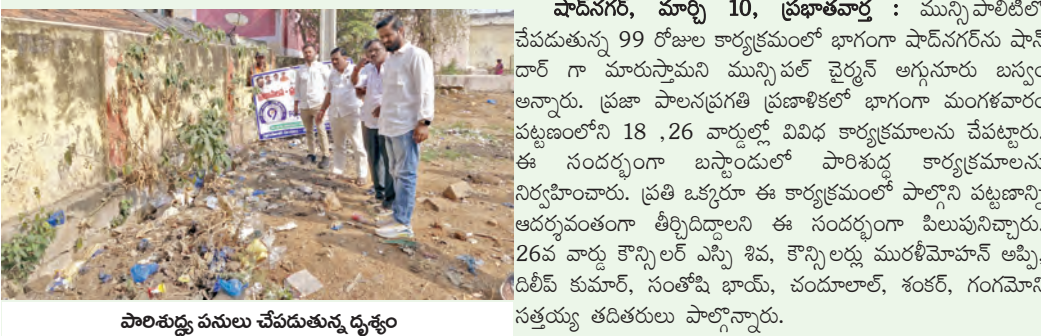 షాద్‌నగర్, మార్చి 10, ప్రభాతవార్త : మున్సిపాలిటీలో
చేపడుతున్న 99 రోజుల కార్యక్రమంలో భాగంగా షాద్‌నగర్‌ను షాన్
దార్ గా మారుస్తామని మున్సిపల్ చైర్మన్ అగ్గునూరు బస్వం
అన్నారు. ప్రజా పాలనప్రగతి ప్రణాళికలో భాగంగా మంగళవారం
పట్టణంలోని 18 ,26 వార్డుల్లో వివిధ కార్యక్రమాలను చేపట్టారు.
ఈ సందర్భంగా బస్టాండులో పారిశుద్ధ కార్యక్రమాలను
నిర్వహించారు. ప్రతి ఒక్కరూ ఈ కార్యక్రమంలో పాల్గొని పట్టణాన్ని
ఆదర్శవంతంగా తీర్చిదిద్దాలని ఈ సందర్భంగా పిలుపునిచ్చారు.
26వ వార్డు కౌన్సిలర్ ఎస్పి శివ, కౌన్సిలర్లు మురళీమోహన్ అప్పి,
దిలీప్ కుమార్, సంతోషి భాయ్, చందూలాల్, శంకర్, గంగమోని
సత్తయ్య తదితరులు పాల్గొన్నారు.
పారిశుద్ధ్య పనులు చేపడుతున్న దృశ్యం